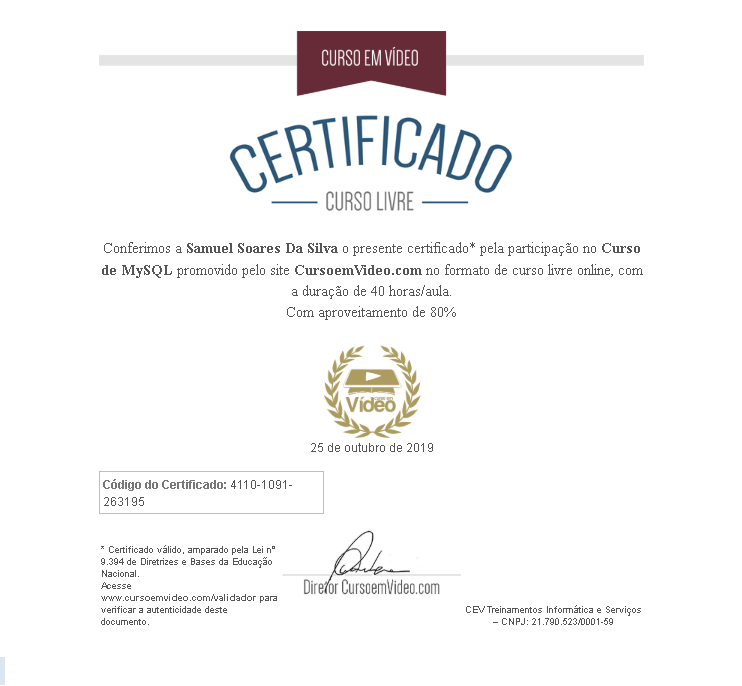 CURSO EM VÍDEO
CERTIFICADO
CURSO LIVRE
Conferimos a Samuel Soares Da Silva o presente certificado* pela participação no Curso
de MySQL promovido pelo site CursoemVideo.com no formato de curso livre online, com
a duração de 40 horas/aula.
Com aproveitamento de 80%
Vídeo
25 de outubro de 2019
Código do Certificado: 4110-1091-
263195
* Certificado válido, amparado pela Lei nº
9.394 de Diretrizes e Bases da Educação
Nacional.
Acesse
www.cursoemvideo.com/validador para
verificar a autenticidade deste
documento.
Diretor CursoemVideo.com
CEV Treinamentos Informática e Serviços
– CNPJ: 21.790.523/0001-59